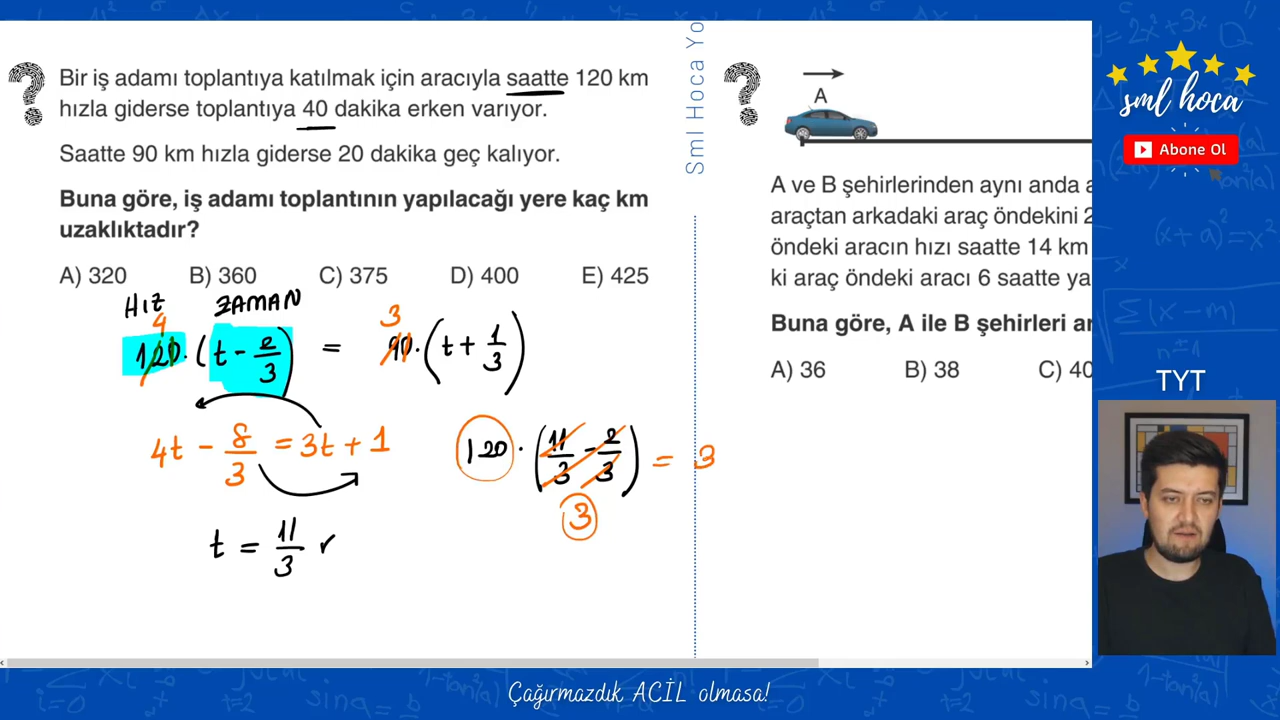 Bir iş adamı toplantıya katılmak için aracıyla saatte 120 km
hızla giderse toplantıya 40 dakika erken varıyor.
Saatte 90 km hızla giderse 20 dakika geç kalıyor.
Buna göre, iş adamı toplantının yapılacağı yere kaç km
uzaklıktadır?
A) 320 B) 360 C) 375 D) 400 E) 425
HIZ ZAMAN
4 3
120 · (t - 2/3) = 90 · (t + 1/3)
4t - 8/3 = 3t + 1
t = 11/3
120 · (11/3 - 2/3) = 3
3
Sml Hoca Yo
A
A ve B şehirlerinden aynı anda a
araçtan arkadaki araç öndekini 2
öndeki aracın hızı saatte 14 km
ki araç öndeki aracı 6 saatte ya
Buna göre, A ile B şehirleri ar
A) 36 B) 38 C) 40
sml hoca
Abone Ol
TYT
Çağırmazdık ACİL olmasa!